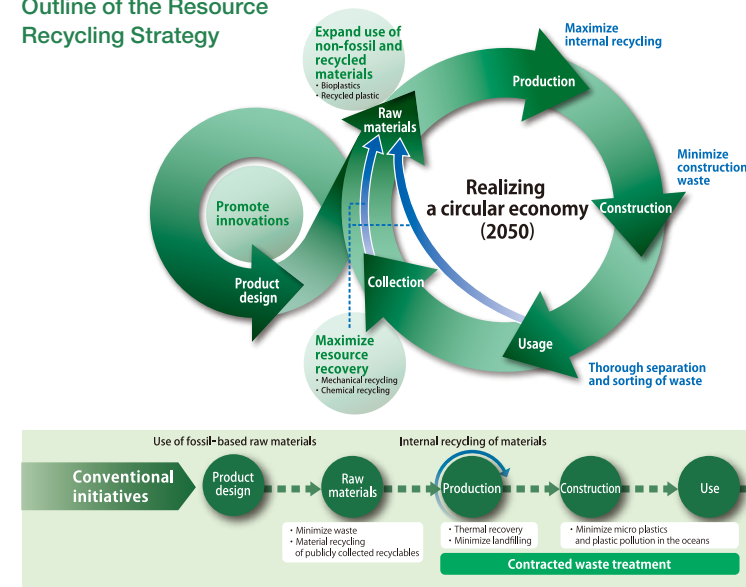 Outline of the Resource
Recycling Strategy
Expand use of
non-fossil and
recycled
materials
・Bioplastics
・Recycled plastic
Maximize
internal recycling
Production
Raw
materials
Minimize
construction
waste
Realizing
a circular economy
(2050)
Construction
Promote
innovations
Product
design
Collection
Usage
Maximize
resource
recovery
・Mechanical recycling
・Chemical recycling
Thorough separation
and sorting of waste
Use of fossil-based raw materials
Internal recycling of materials
Conventional
initiatives
Product
design
Raw
materials
Production
Construction
Use
・Minimize waste
・Material recycling
of publicly collected recyclables
・Thermal recovery
・Minimize landfilling
・Minimize micro plastics
and plastic pollution in the oceans
Contracted waste treatment